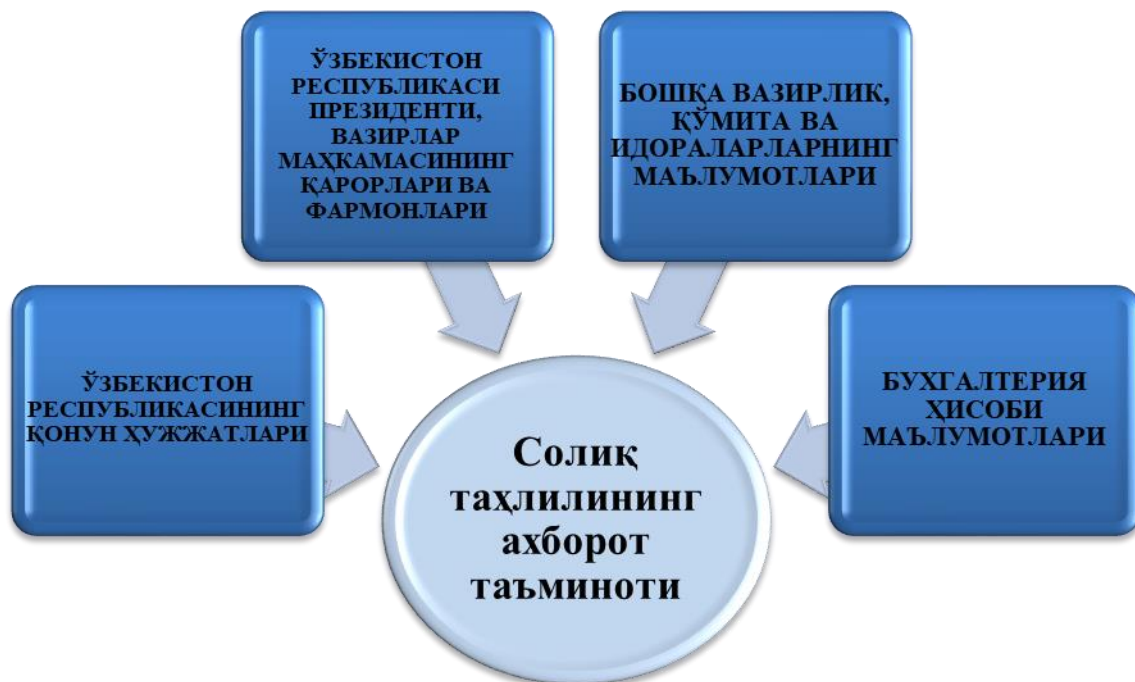 ЎЗБЕКИСТОН
РЕСПУБЛИКАСИ
ПРЕЗИДЕНТИ,
ВАЗИРЛАР
МАҲКАМАСИНИНГ
ҚАРОРЛАРИ ВА
ФАРМОНЛАРИ
БОШҚА ВАЗИРЛИК,
ҚЎМИТА ВА
ИДОРАЛАРЛАРНИНГ
МАЪЛУМОТЛАРИ
ЎЗБЕКИСТОН
РЕСПУБЛИКАСИНИНГ
ҚОНУН ҲУЖЖАТЛАРИ
БУХГАЛТЕРИЯ
ҲИСОБИ
МАЪЛУМОТЛАРИ
Солиқ
таҳлилининг
ахборот
таъминоти